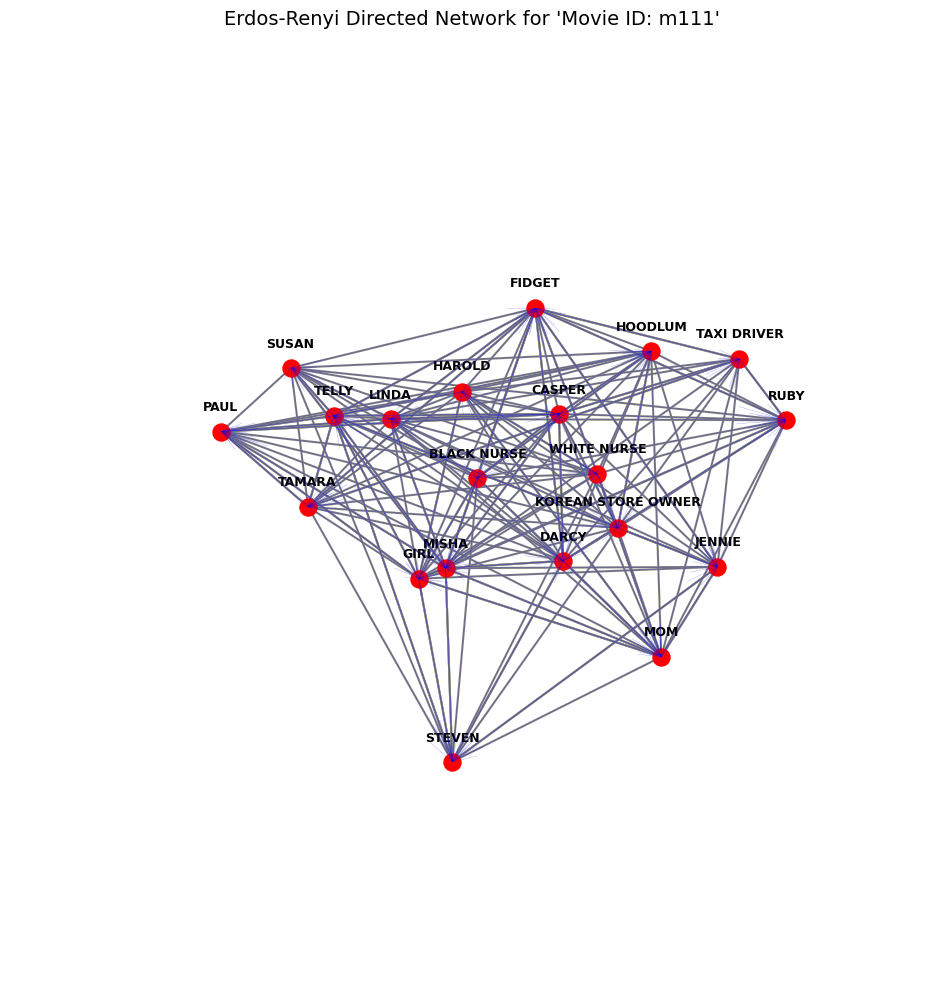 Erdos-Renyi Directed Network for 'Movie ID: m111'
FIDGET
HOODLUM
TAXI DRIVER
SUSAN
HAROLD
TELLY
LINDA
CASPER
RUBY
PAUL
WHITE NURSE
BLACK NURSE
TAMARA
KOREAN STORE OWNER
DARCY
JENNIE
MISHA
GIRL
MOM
STEVEN